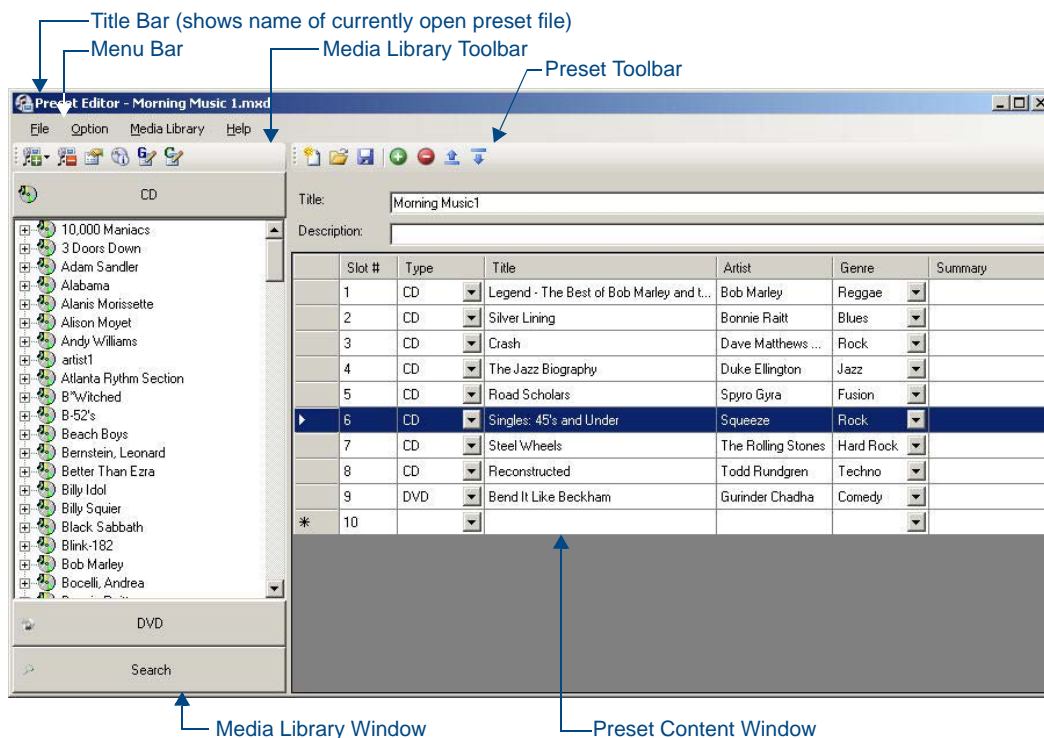 Title Bar (shows name of currently open preset file)
Menu Bar
Media Library Toolbar
Preset Toolbar
Preset Editor - Morning Music 1.mxd
File Option Media Library Help
CD
10,000 Maniacs
3 Doors Down
Adam Sandler
Alabama
Alanis Morissette
Alison Moyet
Andy Williams
artist1
Atlanta Rythm Section
B*Witched
B-52's
Beach Boys
Bernstein, Leonard
Better Than Ezra
Billy Idol
Billy Squier
Black Sabbath
Blink-182
Bob Marley
Bocelli, Andrea
DVD
Search
Title: Morning Music1
Description:
Slot # Type Title Artist Genre Summary
1 CD Legend - The Best of Bob Marley and t... Bob Marley Reggae
2 CD Silver Lining Bonnie Raitt Blues
3 CD Crash Dave Matthews ... Rock
4 CD The Jazz Biography Duke Ellington Jazz
5 CD Road Scholars Spyro Gyra Fusion
6 CD Singles: 45's and Under Squeeze Rock
7 CD Steel Wheels The Rolling Stones Hard Rock
8 CD Reconstructed Todd Rundgren Techno
9 DVD Bend It Like Beckham Gurinder Chadha Comedy
* 10
Media Library Window
Preset Content Window